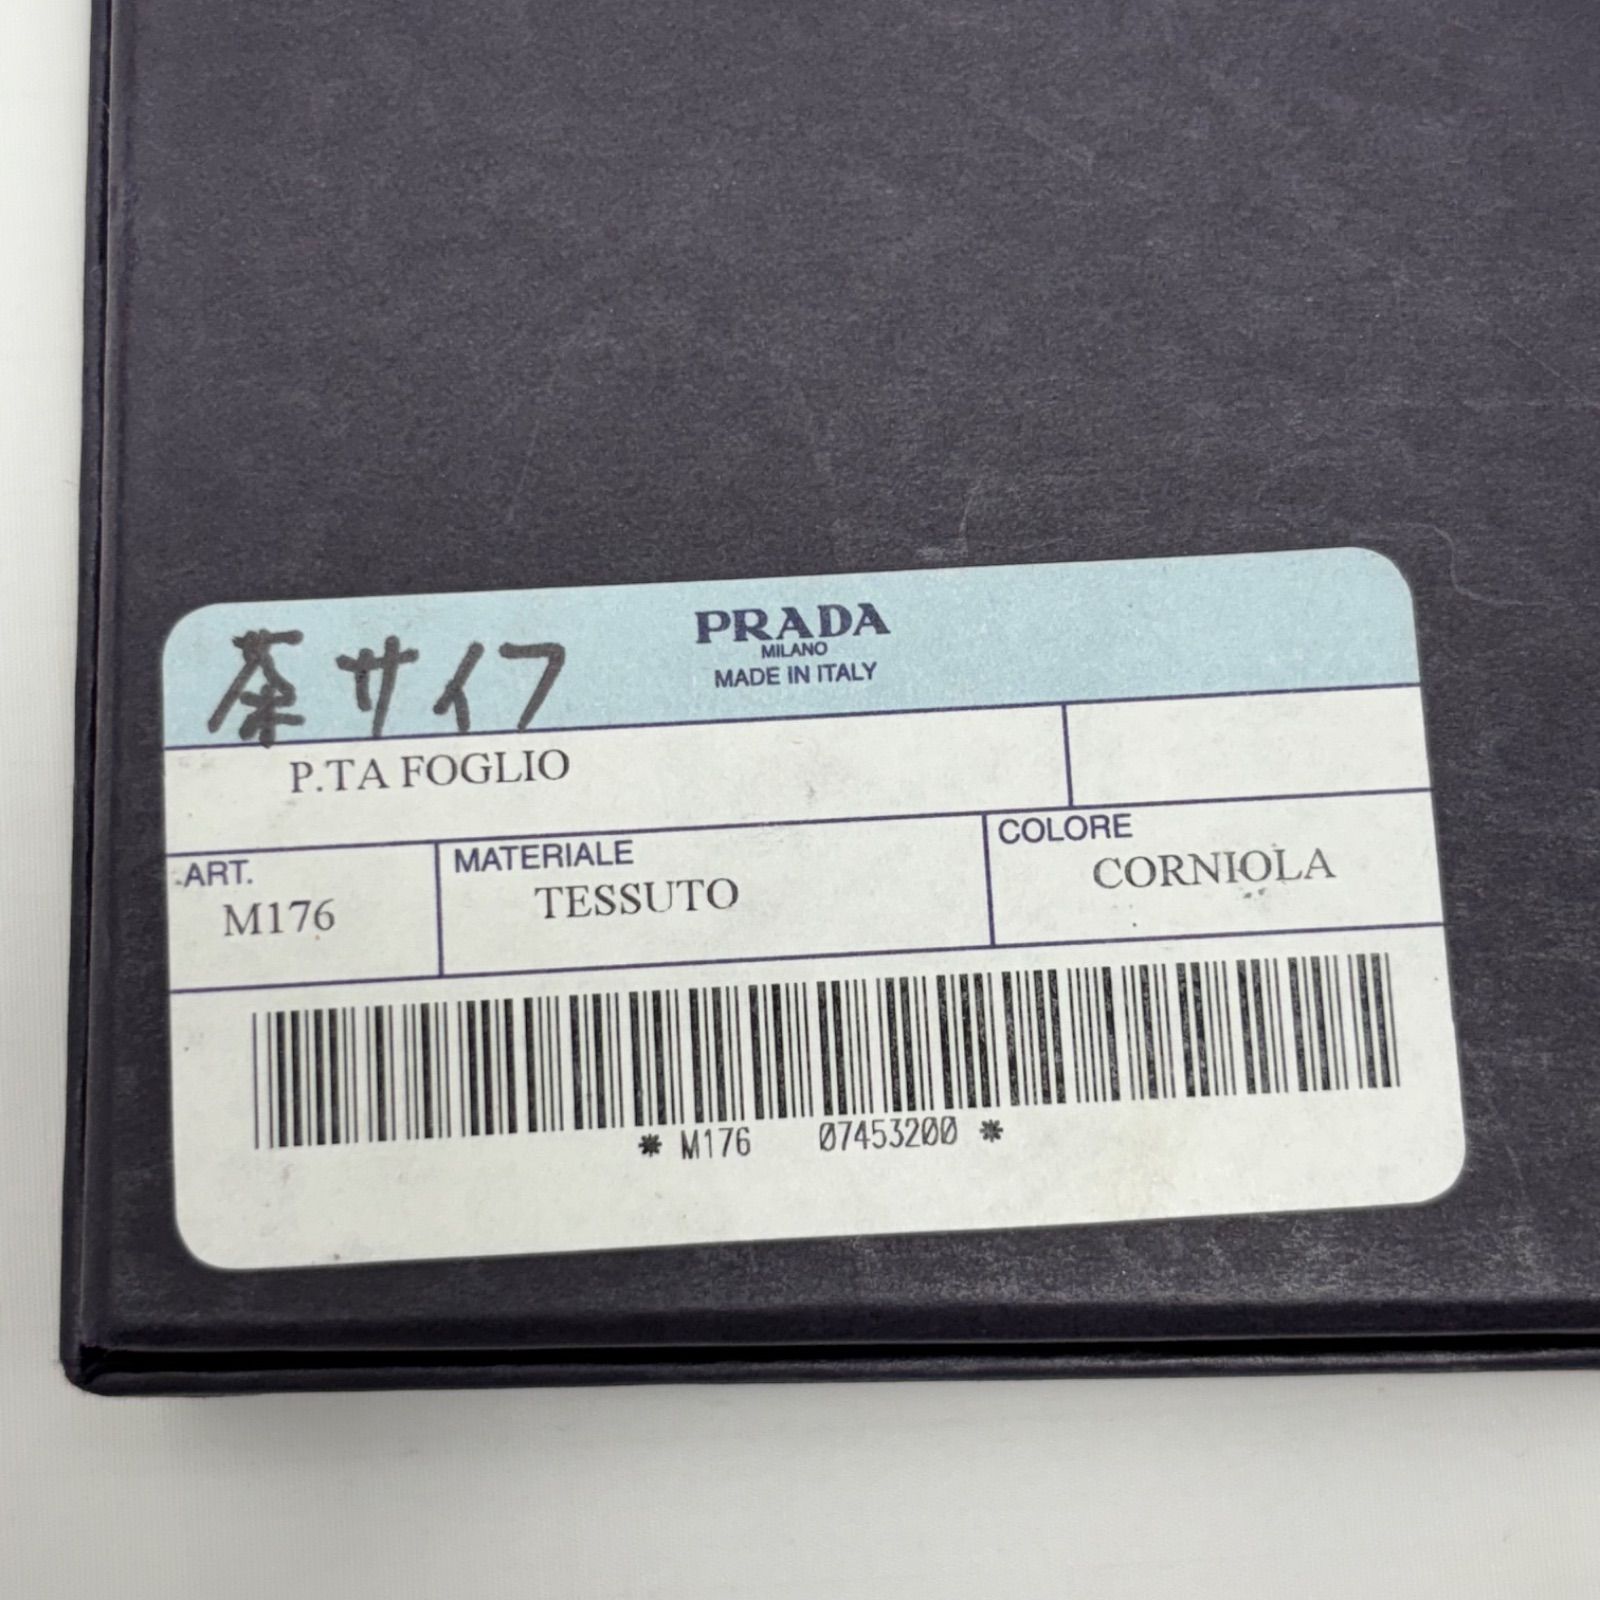 茶サイフ
PRADA
MILANO
MADE IN ITALY
P.TA FOGLIO
ART.
M176
MATERIALE
TESSUTO
COLORE
CORNIOLA
* M176 07453200 *